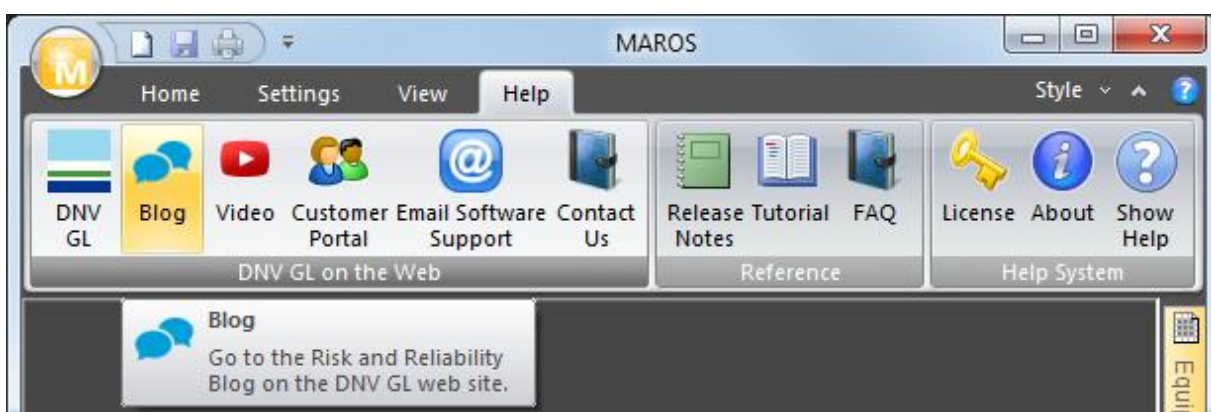 MAROS
M
Home Settings View Help Style
DNV GL
Blog
Video
Customer Portal
Email Software Support
Contact Us
DNV GL on the Web
Release Notes
Tutorial
FAQ
Reference
License
About
Show Help
Help System
Blog
Go to the Risk and Reliability
Blog on the DNV GL web site.